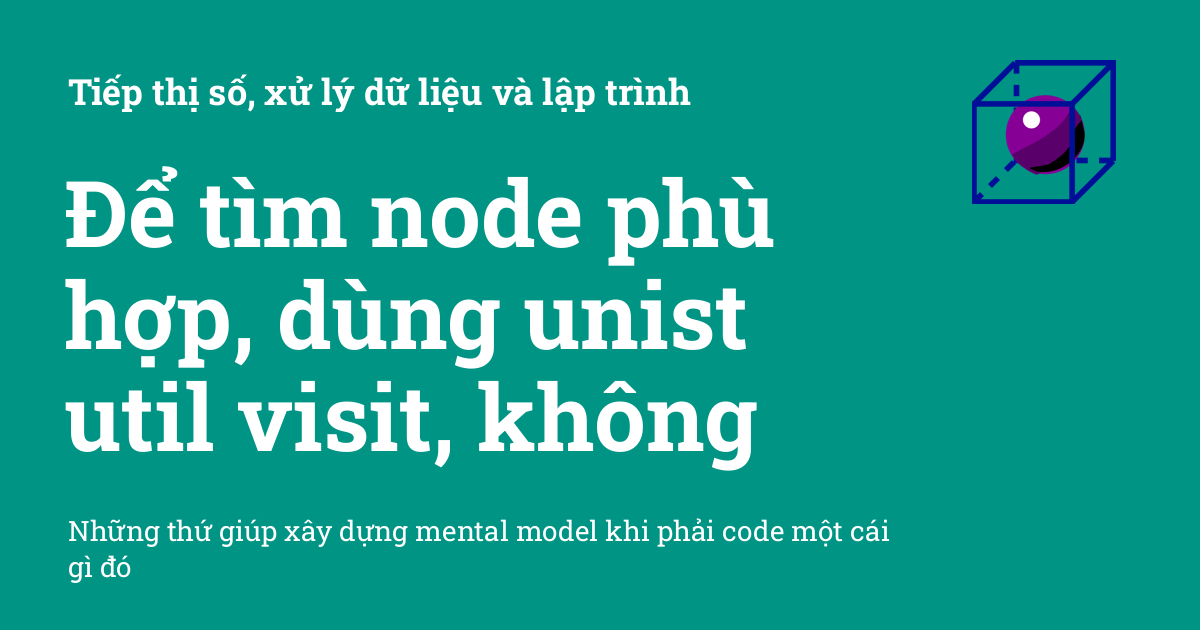 Tiếp thị số, xử lý dữ liệu và lập trình
Để tìm node phù
hợp, dùng unist
util visit, không
Những thứ giúp xây dựng mental model khi phải code một cái
gì đó